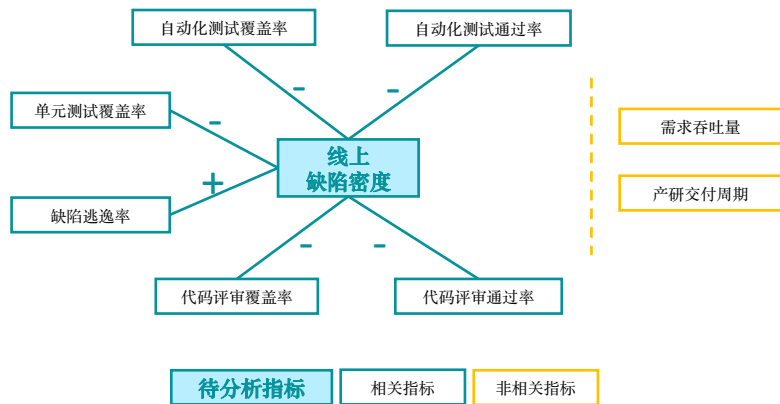 自动化测试覆盖率
自动化测试通过率
-
-
单元测试覆盖率
-
线上
缺陷密度
需求吞吐量
+
缺陷逃逸率
产研交付周期
-
-
代码评审覆盖率
代码评审通过率
待分析指标
相关指标
非相关指标